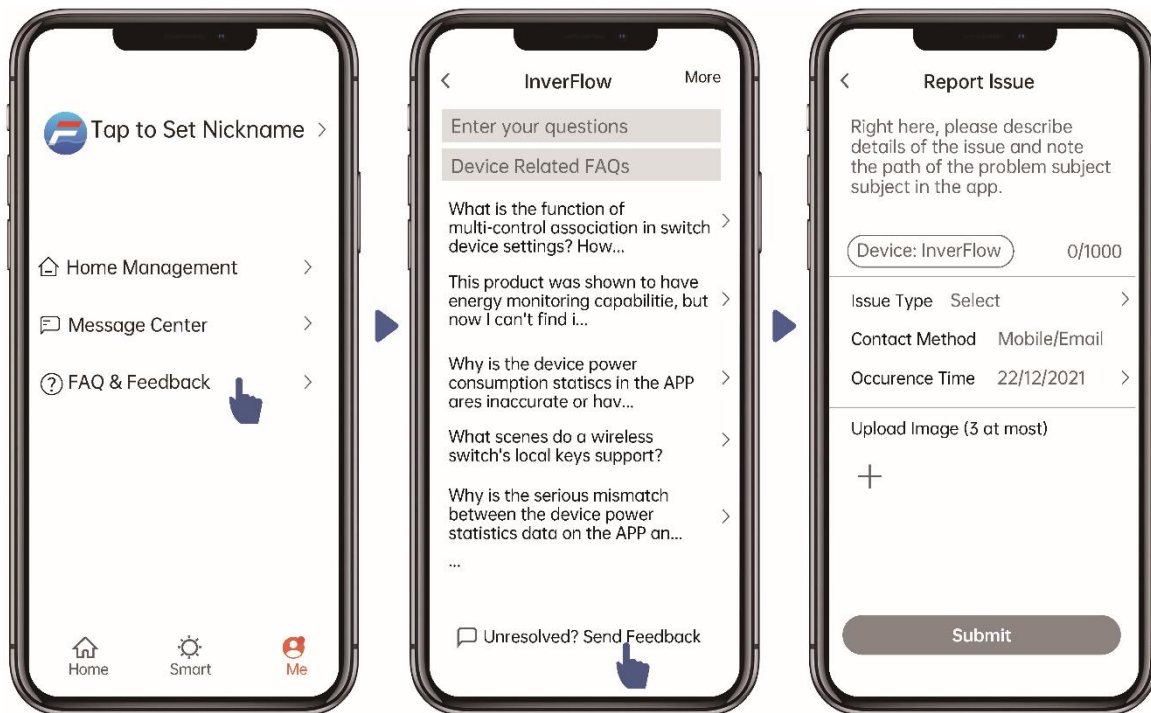 Tap to Set Nickname
Home Management
Message Center
FAQ & Feedback
Home
Smart
Me
InverFlow
More
Enter your questions
Device Related FAQs
What is the function of
multi-control association in switch
device settings? How...
This product was shown to have
energy monitoring capabilitie, but
now I can't find i...
Why is the device power
consumption statiscs in the APP
ares inaccurate or hav...
What scenes do a wireless
switch's local keys support?
Why is the serious mismatch
between the device power
statistics data on the APP an...
...
Unresolved? Send Feedback
Report Issue
Right here, please describe
details of the issue and note
the path of the problem subject
subject in the app.
Device: InverFlow
0/1000
Issue Type Select
Contact Method Mobile/Email
Occurence Time 22/12/2021
Upload Image (3 at most)
Submit